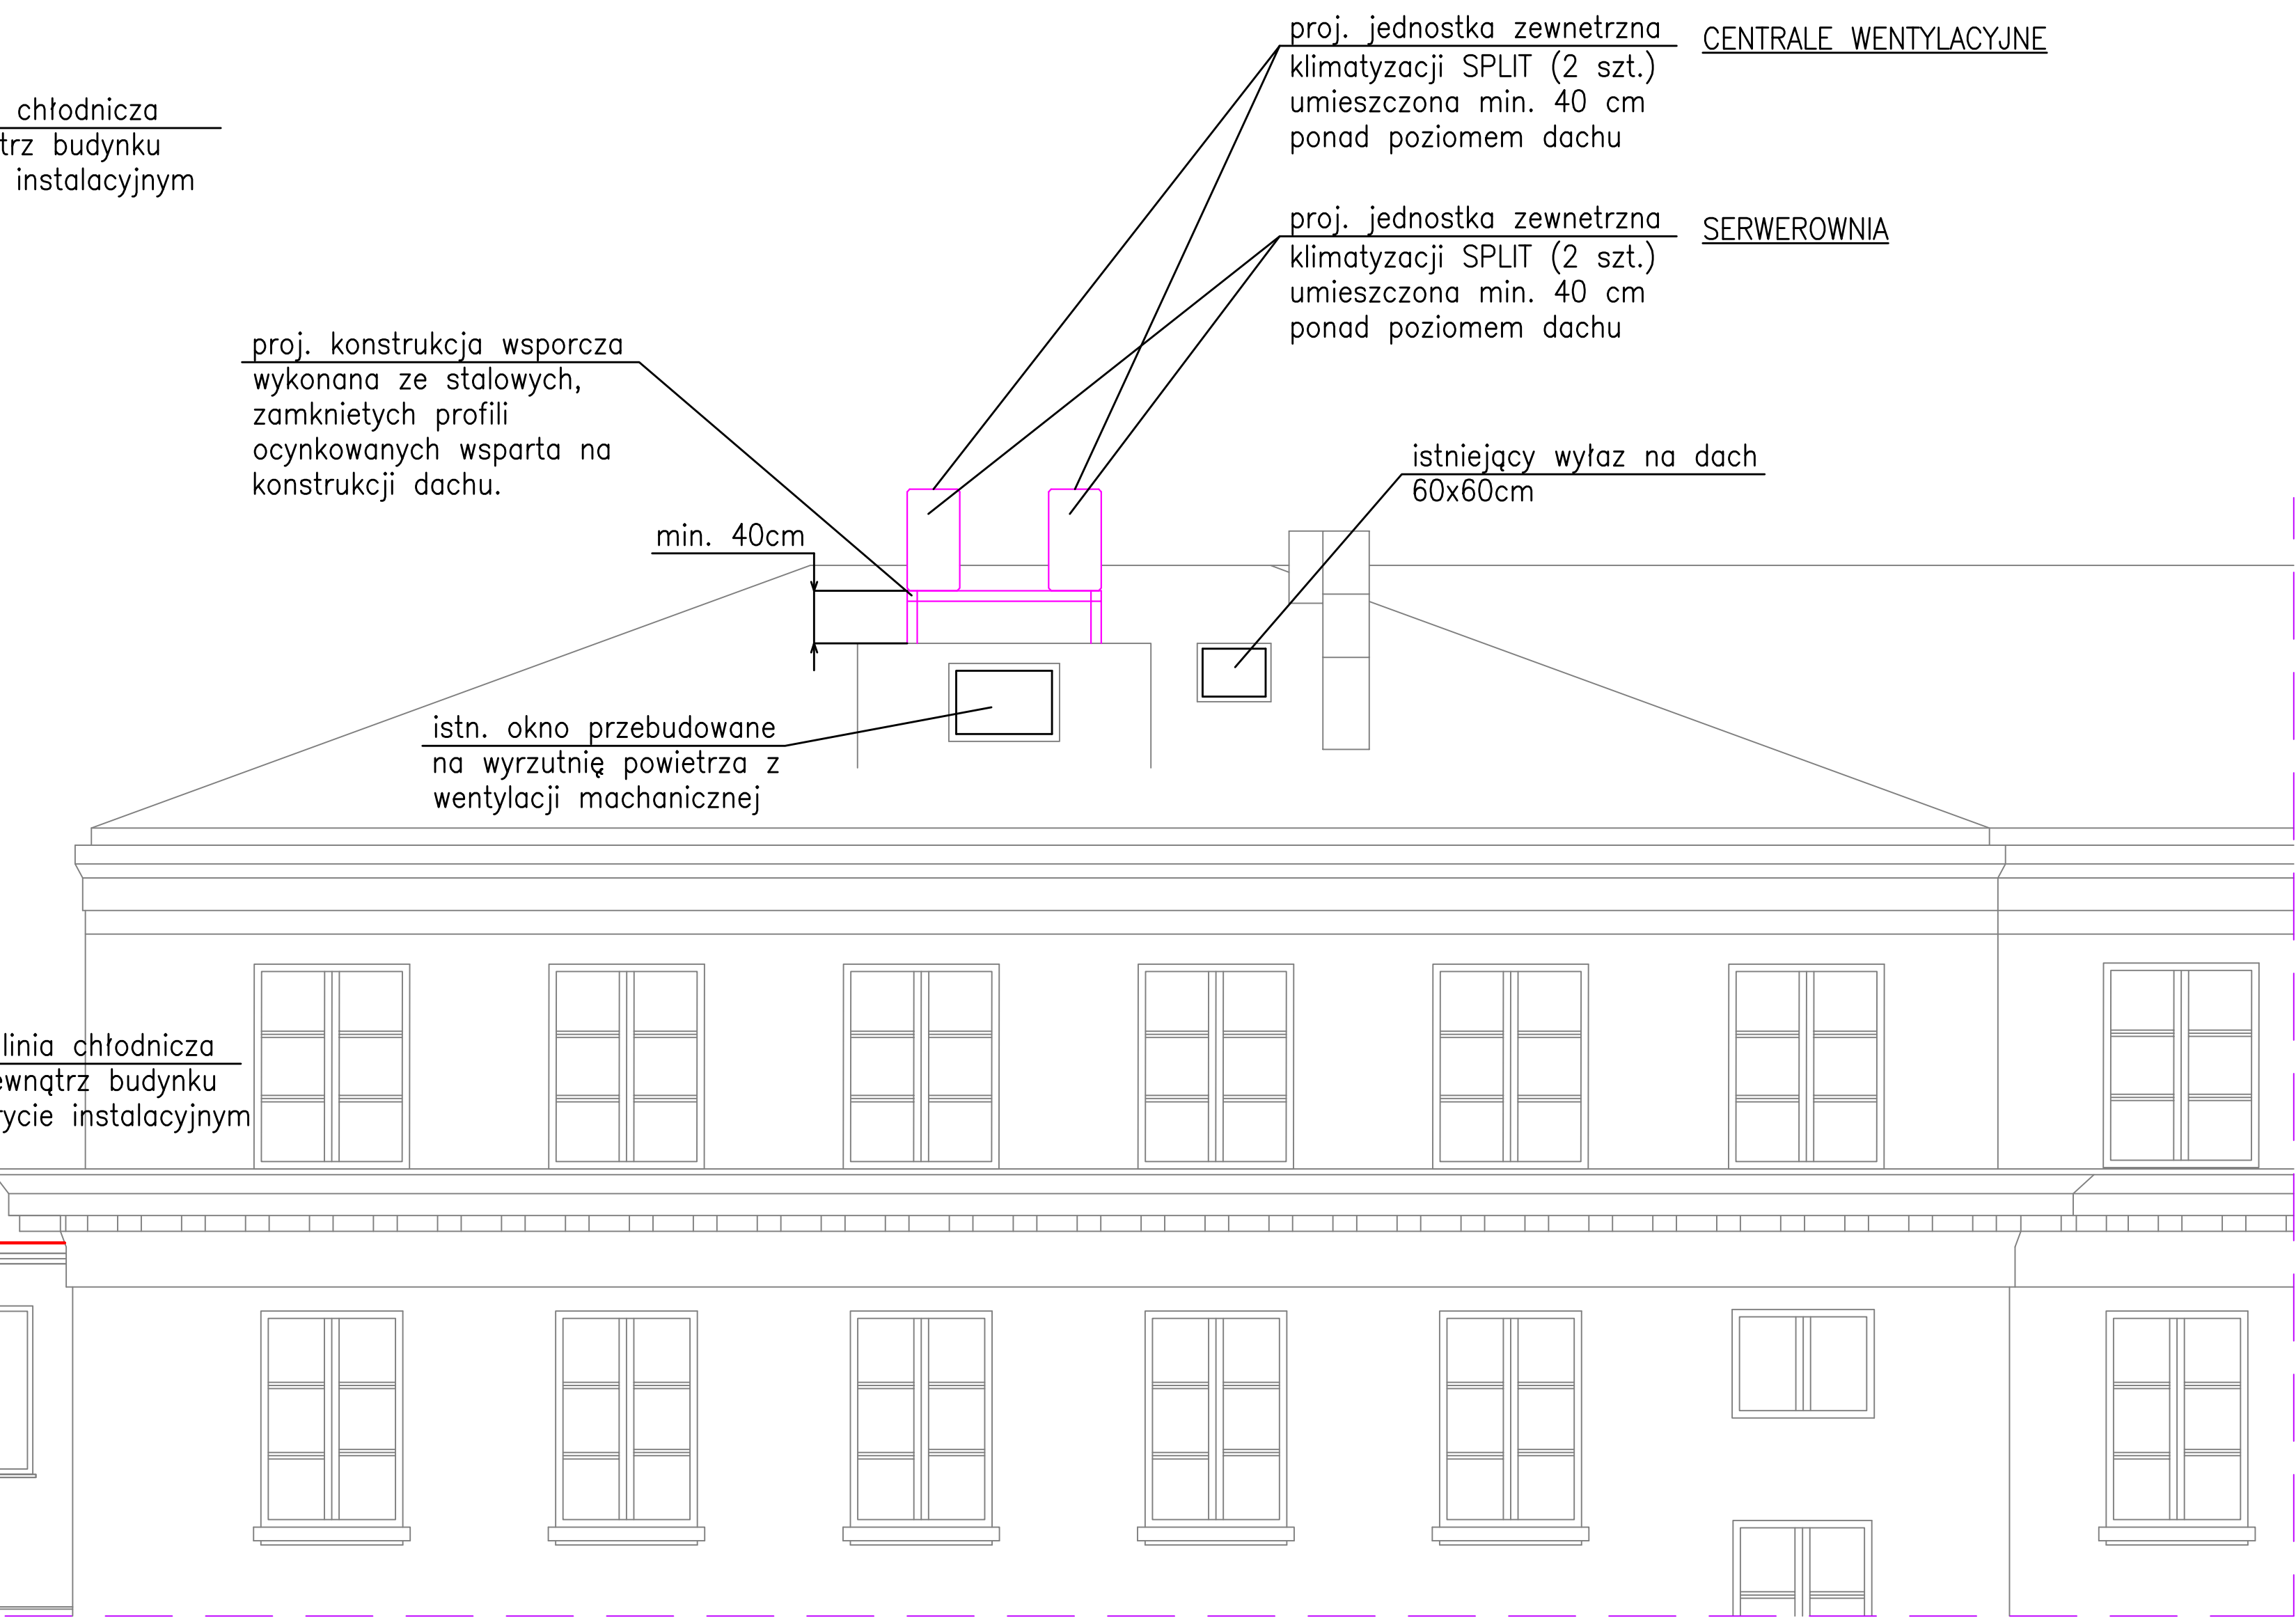 proj. jednostka zewnetrzna
klimatyzacji SPLIT (2 szt.)
umieszczona min. 40 cm
ponad poziomem dachu
CENTRALE WENTYLACYJNE
chłodnicza
trz budynku
instalacyjnym
proj. jednostka zewnetrzna
klimatyzacji SPLIT (2 szt.)
umieszczona min. 40 cm
ponad poziomem dachu
SERWEROWNIA
proj. konstrukcja wsporcza
wykonana ze stalowych,
zamknietych profili
ocynkowanych wsparta na
konstrukcji dachu.
istniejący wyłaz na dach
60x60cm
min. 40cm
istn. okno przebudowane
na wyrzutnię powietrza z
wentylacji machanicznej
linia chłodnicza
ewnątrz budynku
rycie instalacyjnym